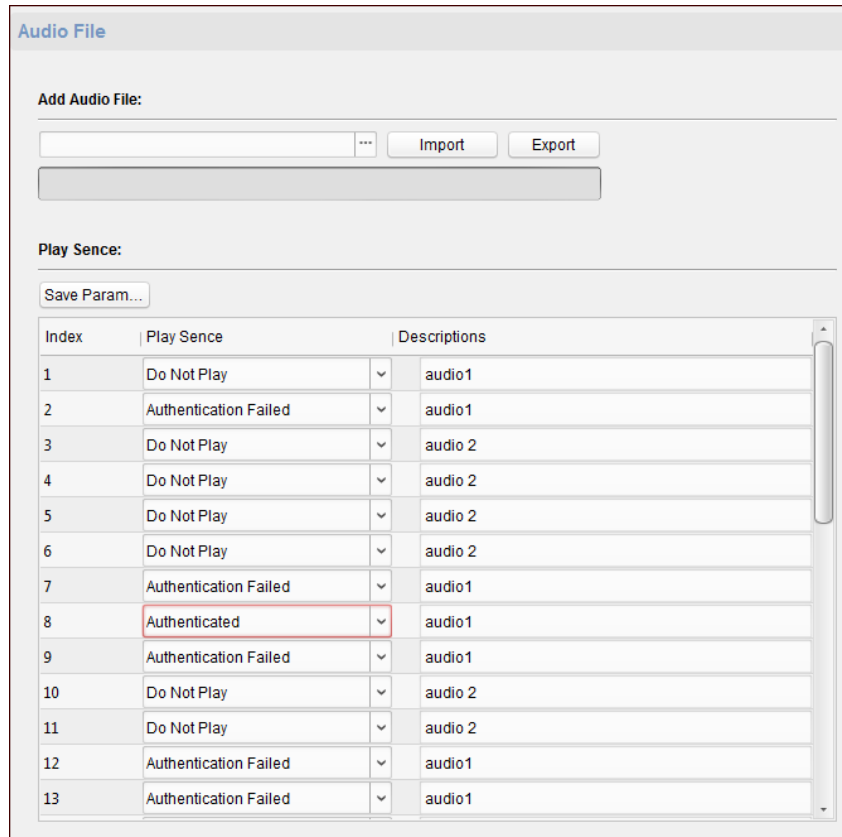 Audio File
Add Audio File:
... Import Export
Play Sence:
Save Param...
Index Play Sence Descriptions
1 Do Not Play audio1
2 Authentication Failed audio1
3 Do Not Play audio 2
4 Do Not Play audio 2
5 Do Not Play audio 2
6 Do Not Play audio 2
7 Authentication Failed audio1
8 Authenticated audio1
9 Authentication Failed audio1
10 Do Not Play audio 2
11 Do Not Play audio 2
12 Authentication Failed audio1
13 Authentication Failed audio1